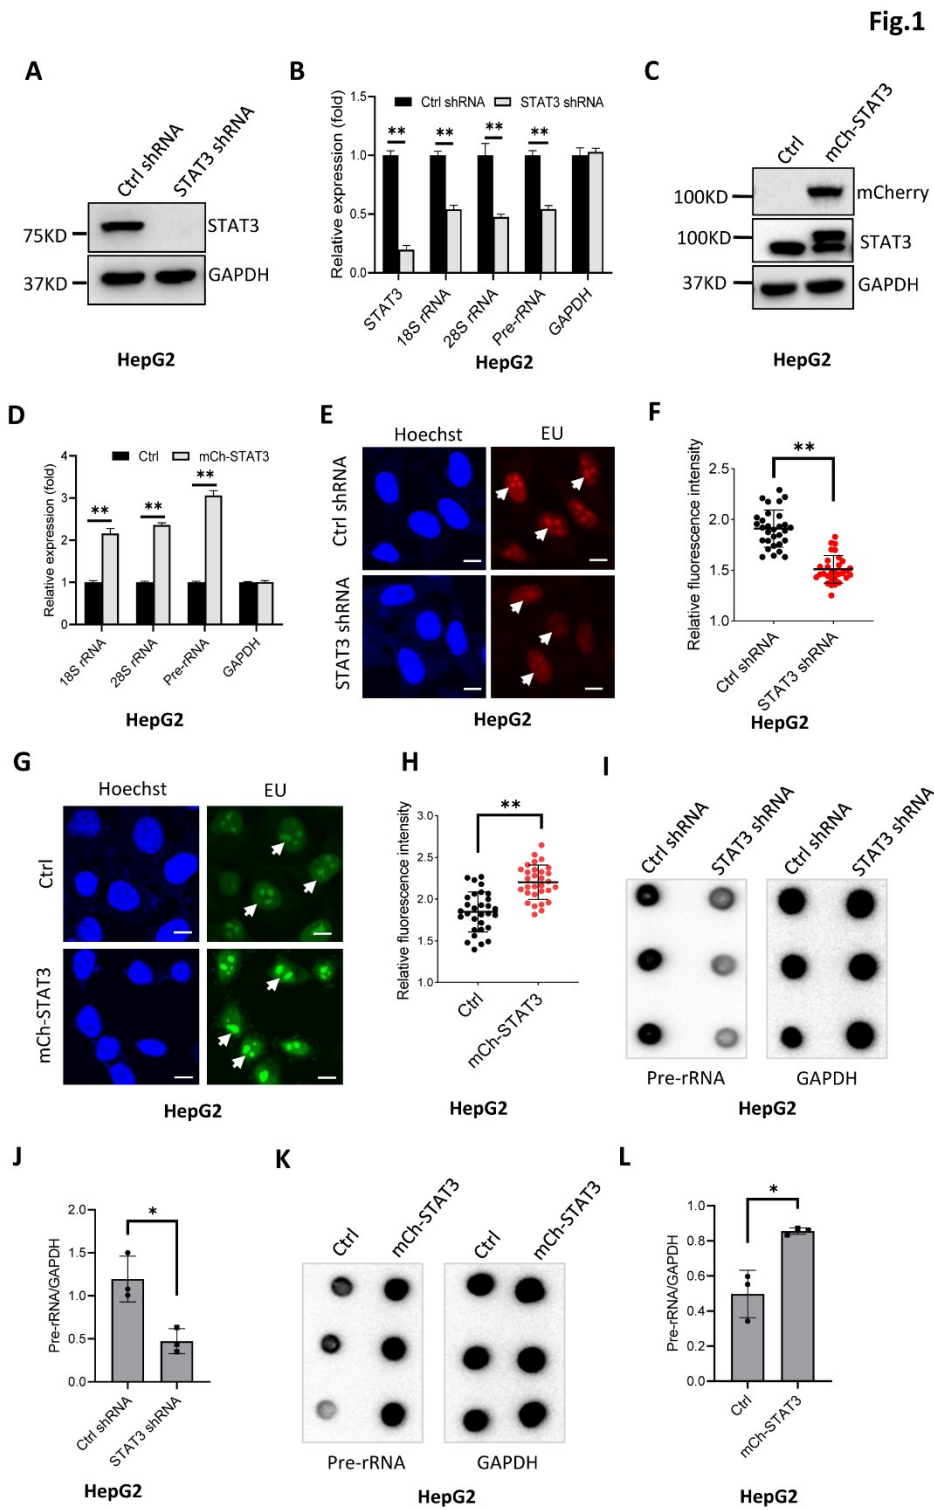 Fig.1
A
Ctrl shRNA
STAT3 shRNA
75KD
STAT3
37KD
GAPDH
HepG2
B
Ctrl shRNA
STAT3 shRNA
Relative expression (fold)
1.5
1.0
0.5
0.0
**
**
**
**
STAT3
18S rRNA
28S rRNA
Pre-rRNA
GAPDH
HepG2
C
Ctrl
mCh-STAT3
100KD
mCherry
100KD
STAT3
37KD
GAPDH
HepG2
D
Ctrl
mCh-STAT3
Relative expression (fold)
4
3
2
1
0
**
**
**
18S rRNA
28S rRNA
Pre-rRNA
GAPDH
HepG2
E
Hoechst
EU
Ctrl shRNA
STAT3 shRNA
HepG2
F
Relative fluorescence intensity
2.5
2.0
1.5
1.0
**
Ctrl shRNA
STAT3 shRNA
HepG2
G
Hoechst
EU
Ctrl
mCh-STAT3
HepG2
H
Relative fluorescence intensity
3.0
2.5
2.0
1.5
1.0
**
Ctrl
mCh-STAT3
HepG2
I
Ctrl shRNA
STAT3 shRNA
Ctrl shRNA
STAT3 shRNA
Pre-rRNA
GAPDH
HepG2
J
Pre-rRNA/GAPDH
2.0
1.5
1.0
0.5
0.0
*
Ctrl shRNA
STAT3 shRNA
HepG2
K
Ctrl
mCh-STAT3
Ctrl
mCh-STAT3
Pre-rRNA
GAPDH
HepG2
L
Pre-rRNA/GAPDH
1.0
0.8
0.6
0.4
0.2
0.0
*
Ctrl
mCh-STAT3
HepG2